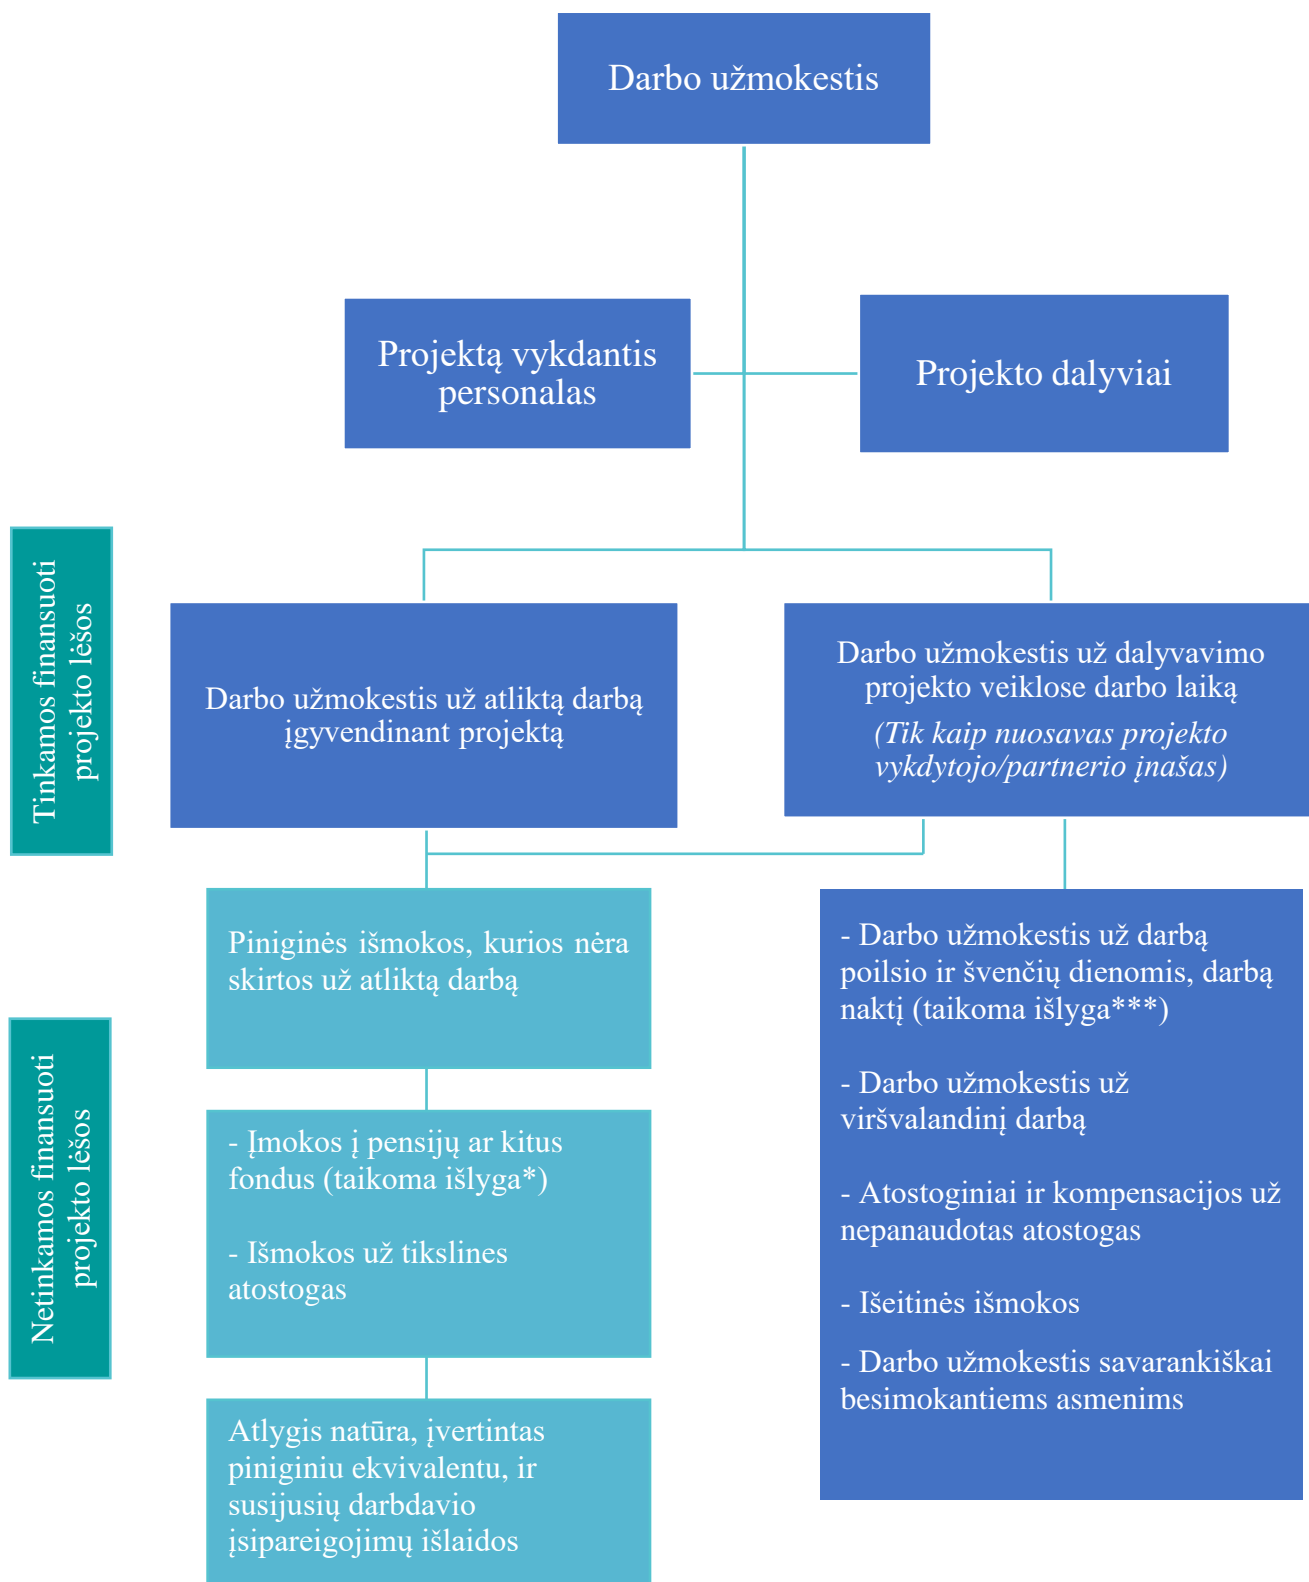 Darbo užmokestis
Projektą vykdantis
personalas
Projekto dalyviai
Tinkamos finansuoti
projekto lėšos
Darbo užmokestis už atliktą darbą
įgyvendinant projektą
Darbo užmokestis už dalyvavimo
projekto veiklose darbo laiką
(Tik kaip nuosavas projekto
vykdytojo/partnerio įnašas)
Netinkamos finansuoti
projekto lėšos
Piniginės išmokos, kurios nėra
skirtos už atliktą darbą
- Įmokos į pensijų ar kitus
fondus (taikoma išlyga*)
- Išmokos už tikslines
atostogas
Atlygis natūra, įvertintas
piniginiu ekvivalentu, ir
susijusių darbdavio
įsipareigojimų išlaidos
- Darbo užmokestis už darbą
poilsio ir švenčių dienomis, darbą
naktį (taikoma išlyga***)
- Darbo užmokestis už
viršvalandinį darbą
- Atostoginiai ir kompensacijos už
nepanaudotas atostogas
- Išeitinės išmokos
- Darbo užmokestis savarankiškai
besimokantiems asmenims